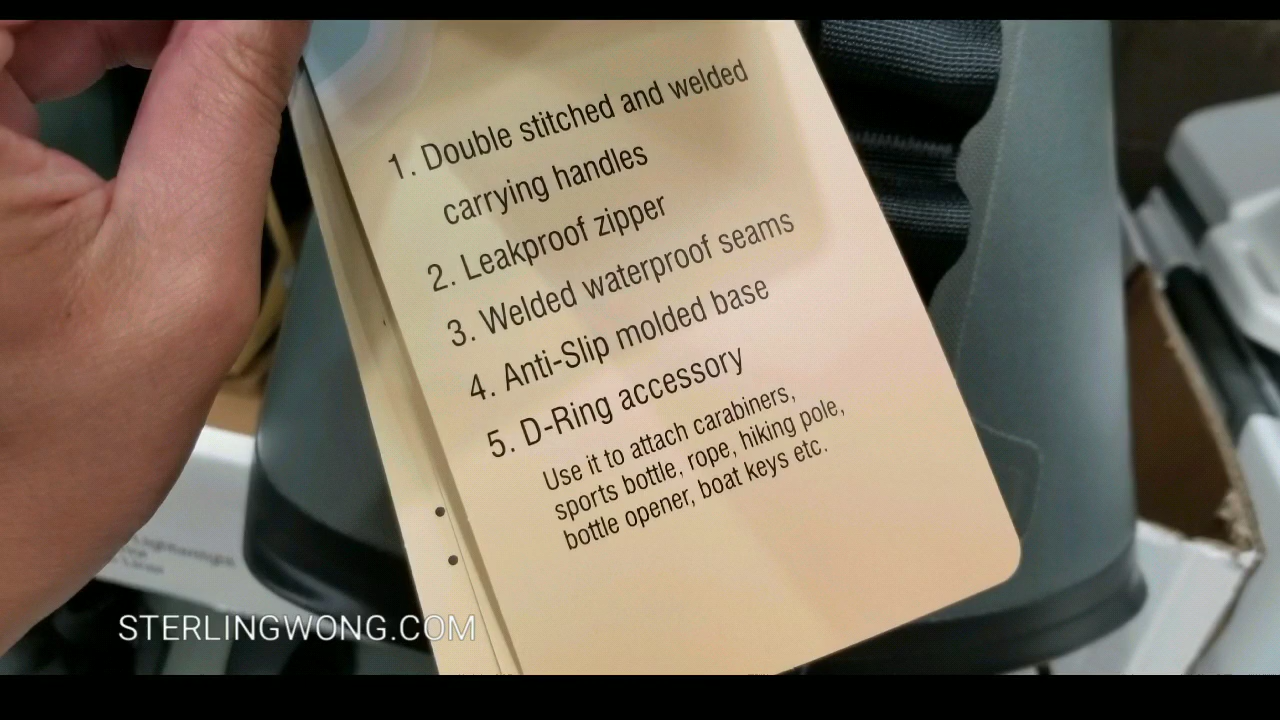 1. Double stitched and welded
carrying handles
2. Leakproof zipper
3. Welded waterproof seams
4. Anti-Slip molded base
5. D-Ring accessory
Use it to attach carabiners,
sports bottle, rope, hiking pole,
bottle opener, boat keys etc.
STERLINGWONG.COM